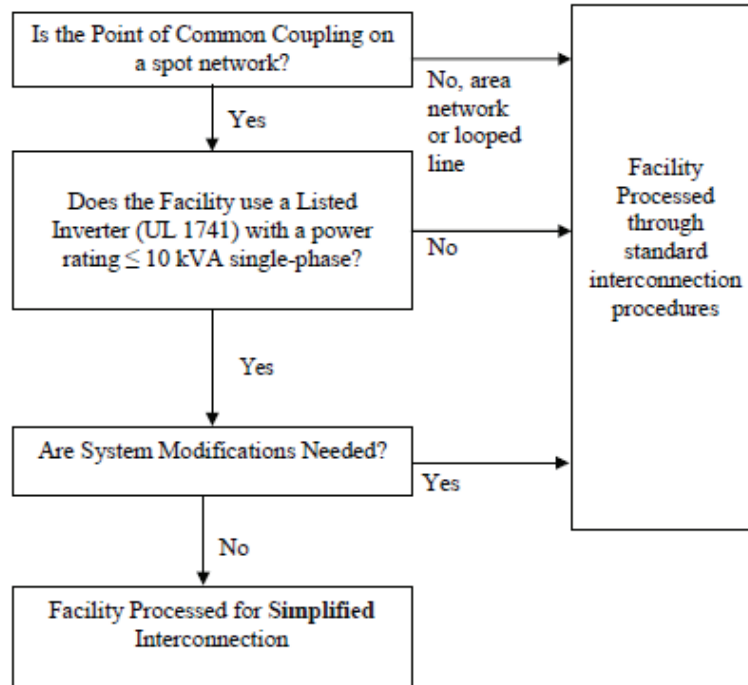 Is the Point of Common Coupling on
a spot network?
No, area
network
or looped
line
Yes
Does the Facility use a Listed
Inverter (UL 1741) with a power
rating ≤ 10 kVA single-phase?
No
Facility
Processed
through
standard
interconnection
procedures
Yes
Are System Modifications Needed?
Yes
No
Facility Processed for Simplified
Interconnection